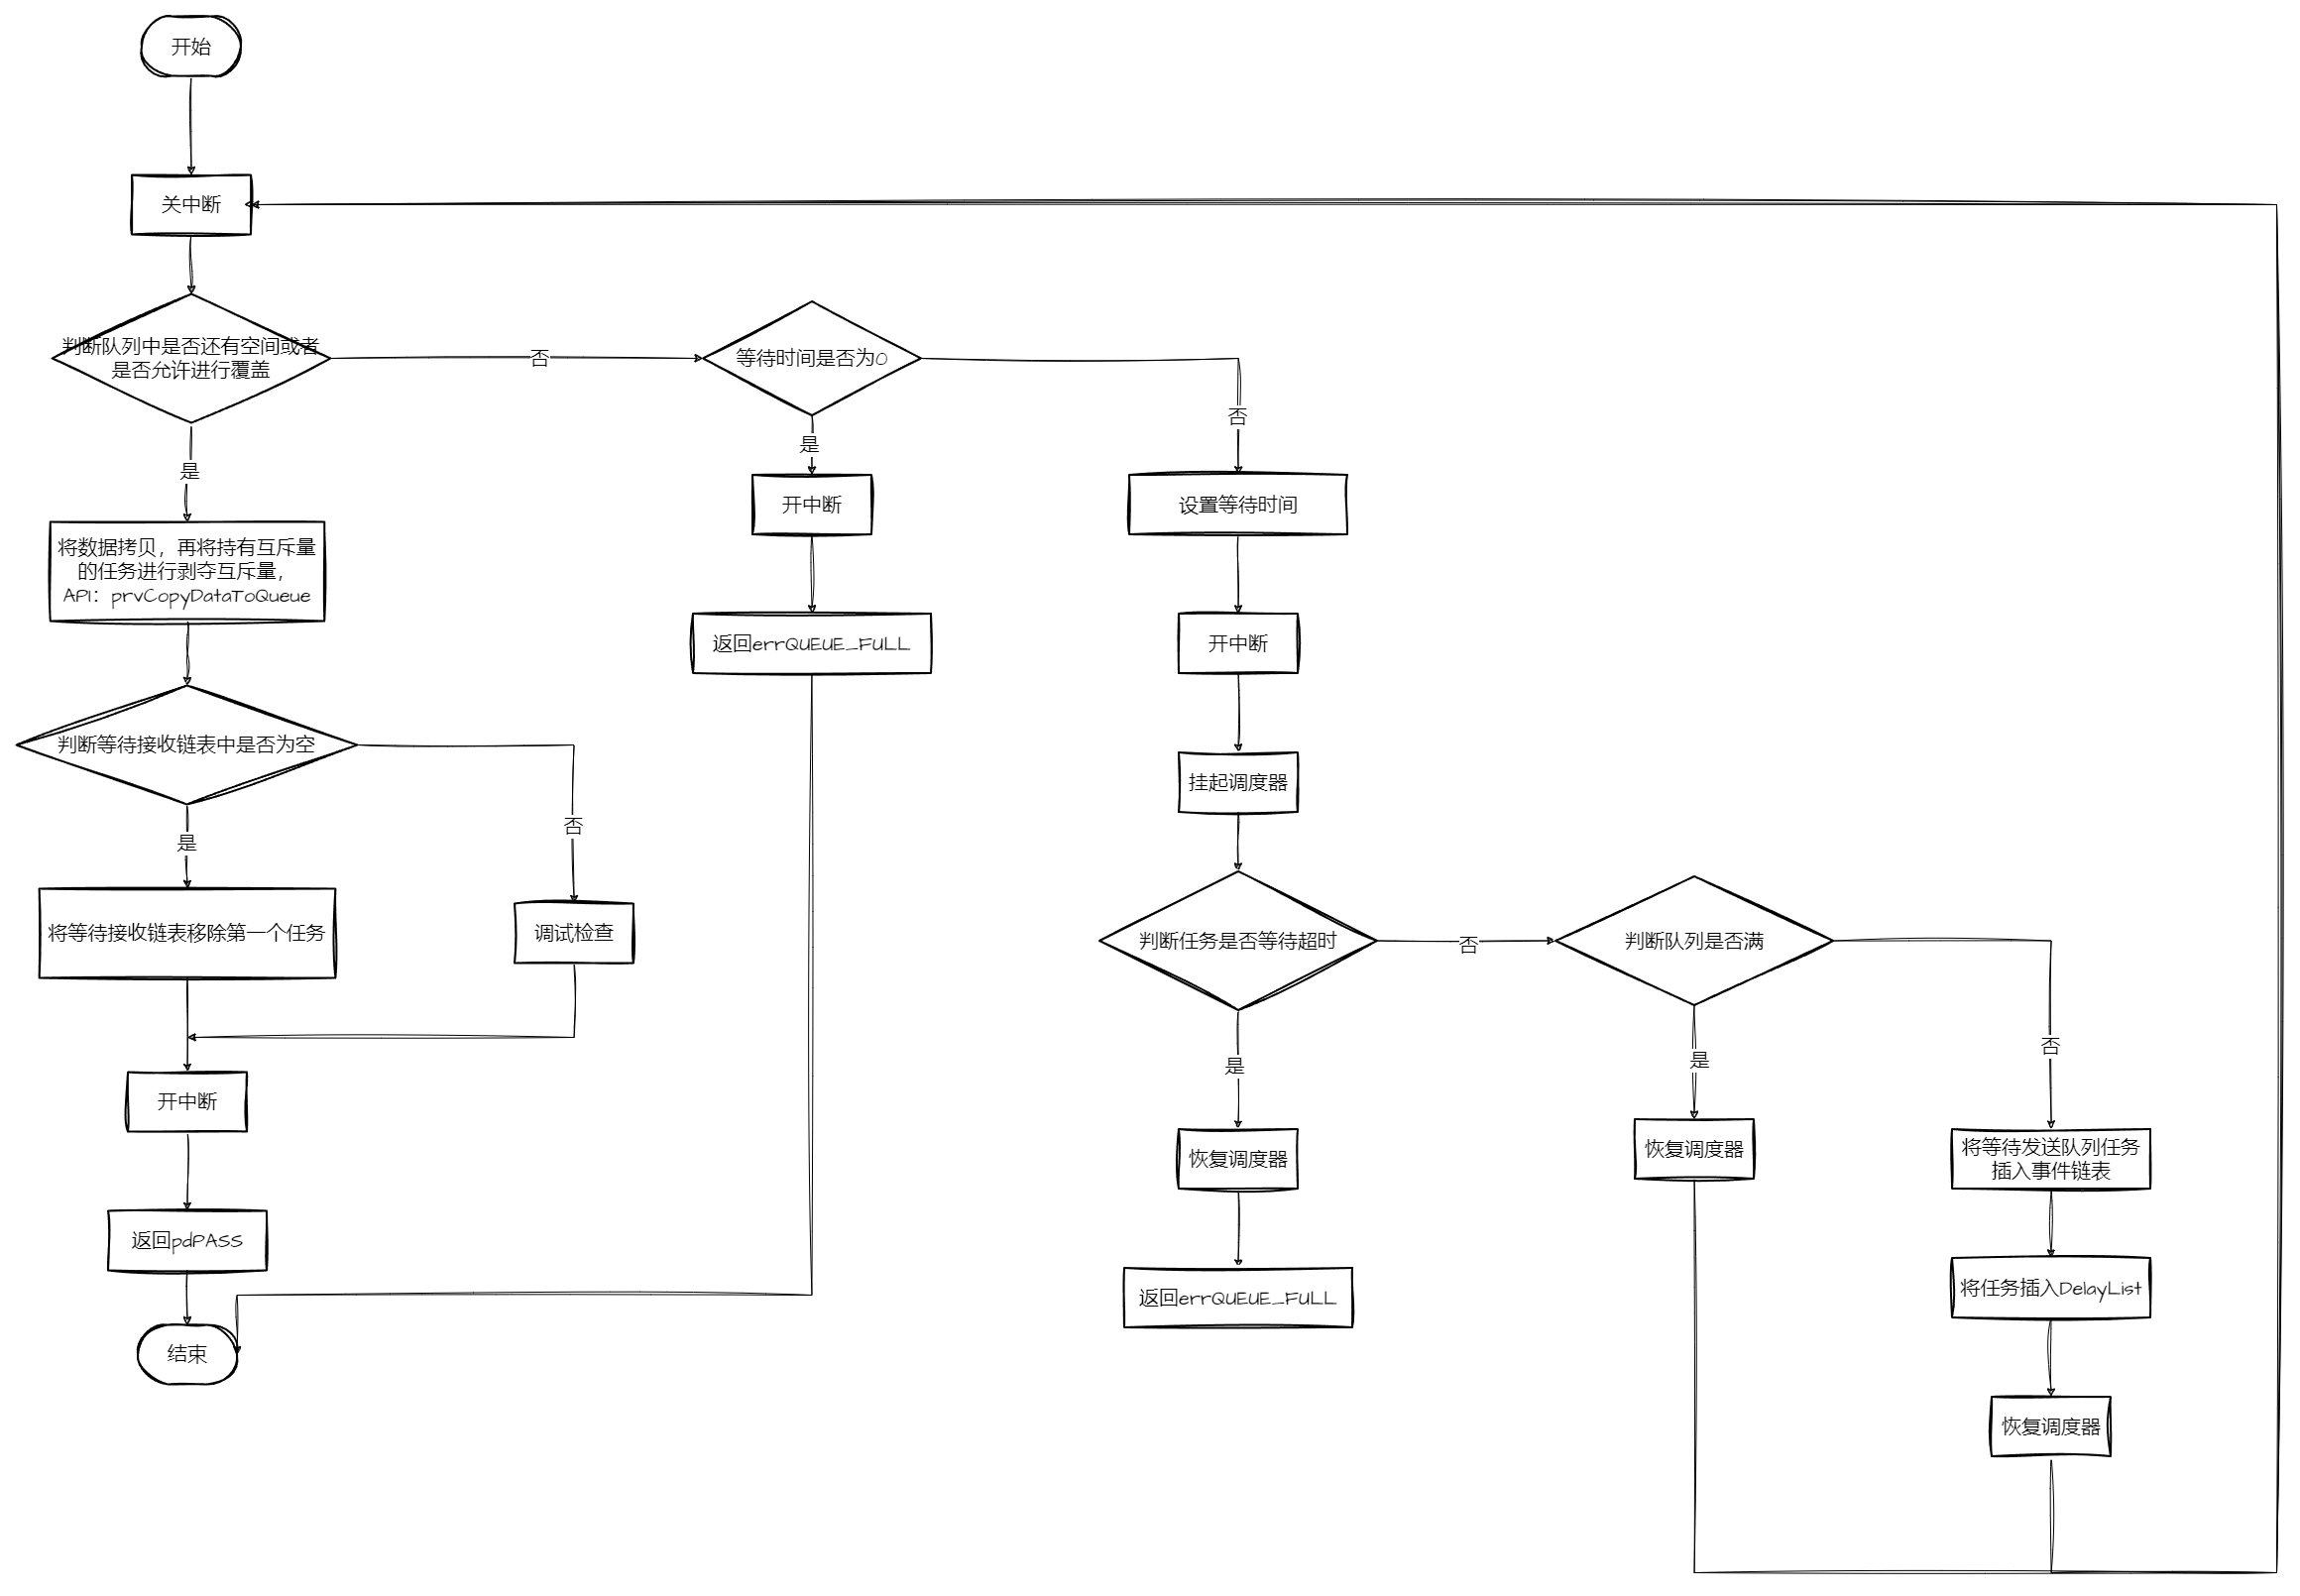 开始
关中断
判断队列中是否还有空间或者
是否允许进行覆盖
否
等待时间是否为0
否
是
是
开中断
设置等待时间
将数据拷贝，再将持有互斥量
的任务进行剥夺互斥量，
API：prvCopyDataToQueue
返回errQUEUE_FULL
开中断
判断等待接收链表中是否为空
挂起调度器
否
是
将等待接收链表移除第一个任务
调试检查
判断任务是否等待超时
否
判断队列是否满
否
是
是
开中断
恢复调度器
恢复调度器
将等待发送队列任务
插入事件链表
返回pdPASS
返回errQUEUE_FULL
将任务插入DelayList
结束
恢复调度器